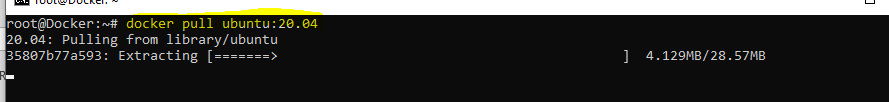 root@Docker: ~
root@Docker:~# docker pull ubuntu:20.04
20.04: Pulling from library/ubuntu
35807b77a593: Extracting [=======>                                           ]  4.129MB/28.57MB
R